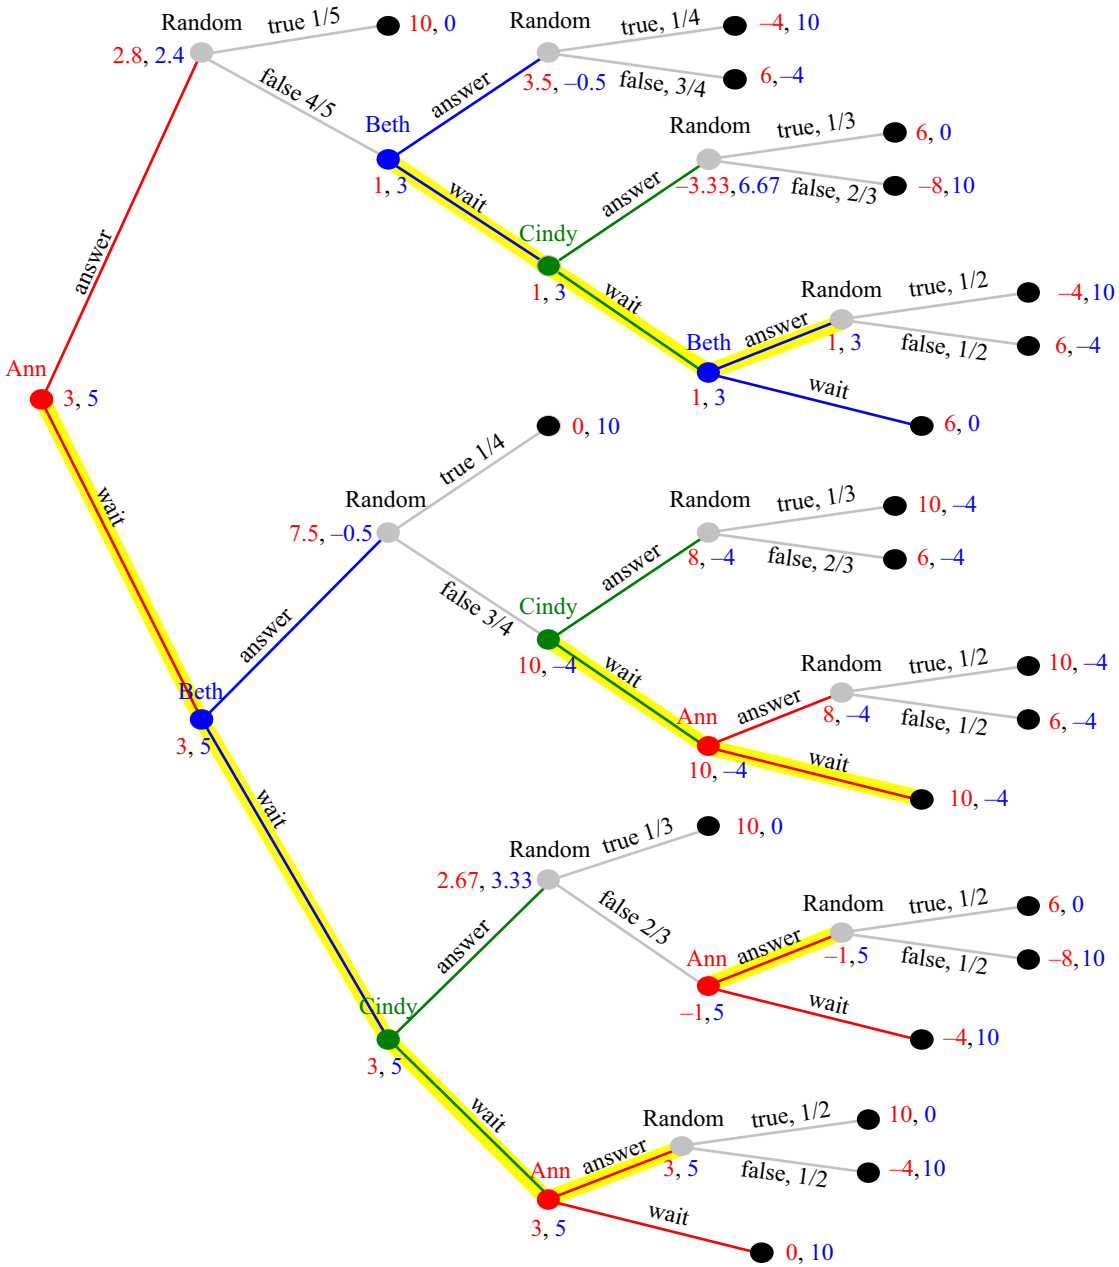 Random
true 1/5
10, 0
2.8, 2.4
false 4/5
Random
true, 1/4
–4, 10
3.5, –0.5
false, 3/4
6, –4
answer
Beth
answer
1, 3
wait
Random
true, 1/3
6, 0
–3.33, 6.67
false, 2/3
–8, 10
Cindy
answer
1, 3
wait
Random
true, 1/2
–4, 10
1, 3
false, 1/2
6, –4
Beth
answer
1, 3
wait
6, 0
Ann
3, 5
wait
Random
true 1/4
0, 10
7.5, –0.5
false 3/4
answer
Random
true, 1/3
10, –4
8, –4
false, 2/3
6, –4
Cindy
answer
10, –4
wait
Random
true, 1/2
10, –4
8, –4
false, 1/2
6, –4
Ann
answer
10, –4
wait
10, –4
Beth
3, 5
wait
Random
true 1/3
10, 0
2.67, 3.33
false 2/3
answer
Random
true, 1/2
6, 0
–1, 5
false, 1/2
–8, 10
Ann
answer
–1, 5
wait
–4, 10
Cindy
3, 5
wait
Random
true, 1/2
10, 0
3, 5
false, 1/2
–4, 10
Ann
answer
3, 5
wait
0, 10